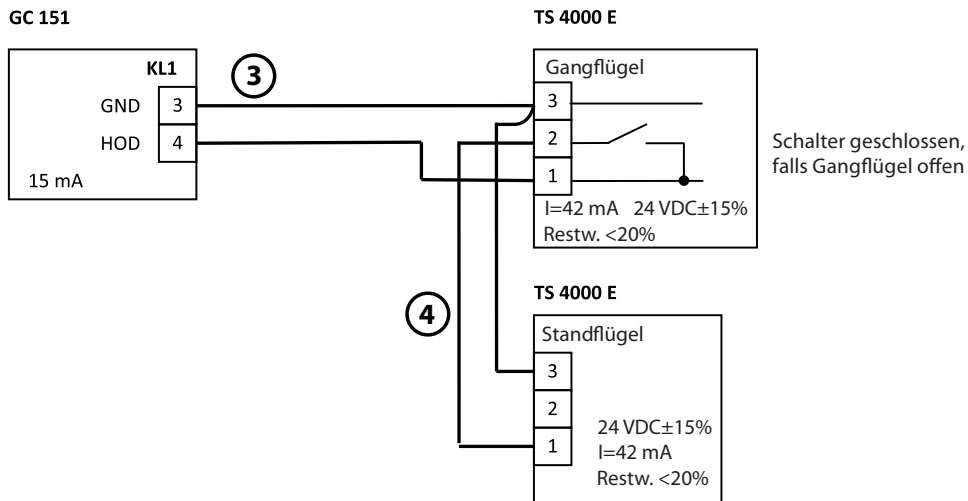 GC 151
KL1
GND 3
HOD 4
15 mA
3
TS 4000 E
Gangflügel
3
2
1
I=42 mA 24 VDC±15%
Restw. <20%
Schalter geschlossen,
falls Gangflügel offen
4
TS 4000 E
Standflügel
3
2
1
24 VDC±15%
I=42 mA
Restw. <20%